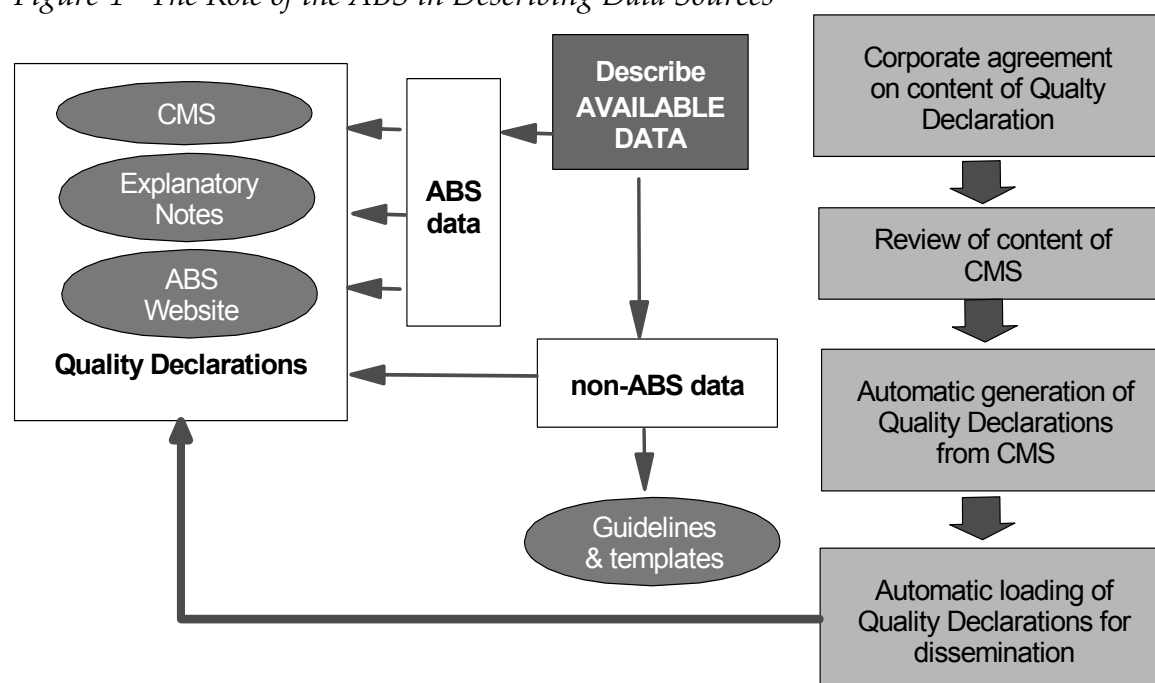 Figure 1 The Role of the ABS in Describing Data Sources
CMS
Explanatory
Notes
ABS
Website
Quality Declarations
ABS
data
Describe
AVAILABLE
DATA
non-ABS data
Guidelines
& templates
Corporate agreement
on content of Qualty
Declaration
Review of content of
CMS
Automatic generation of
Quality Declarations
from CMS
Automatic loading of
Quality Declarations for
dissemination